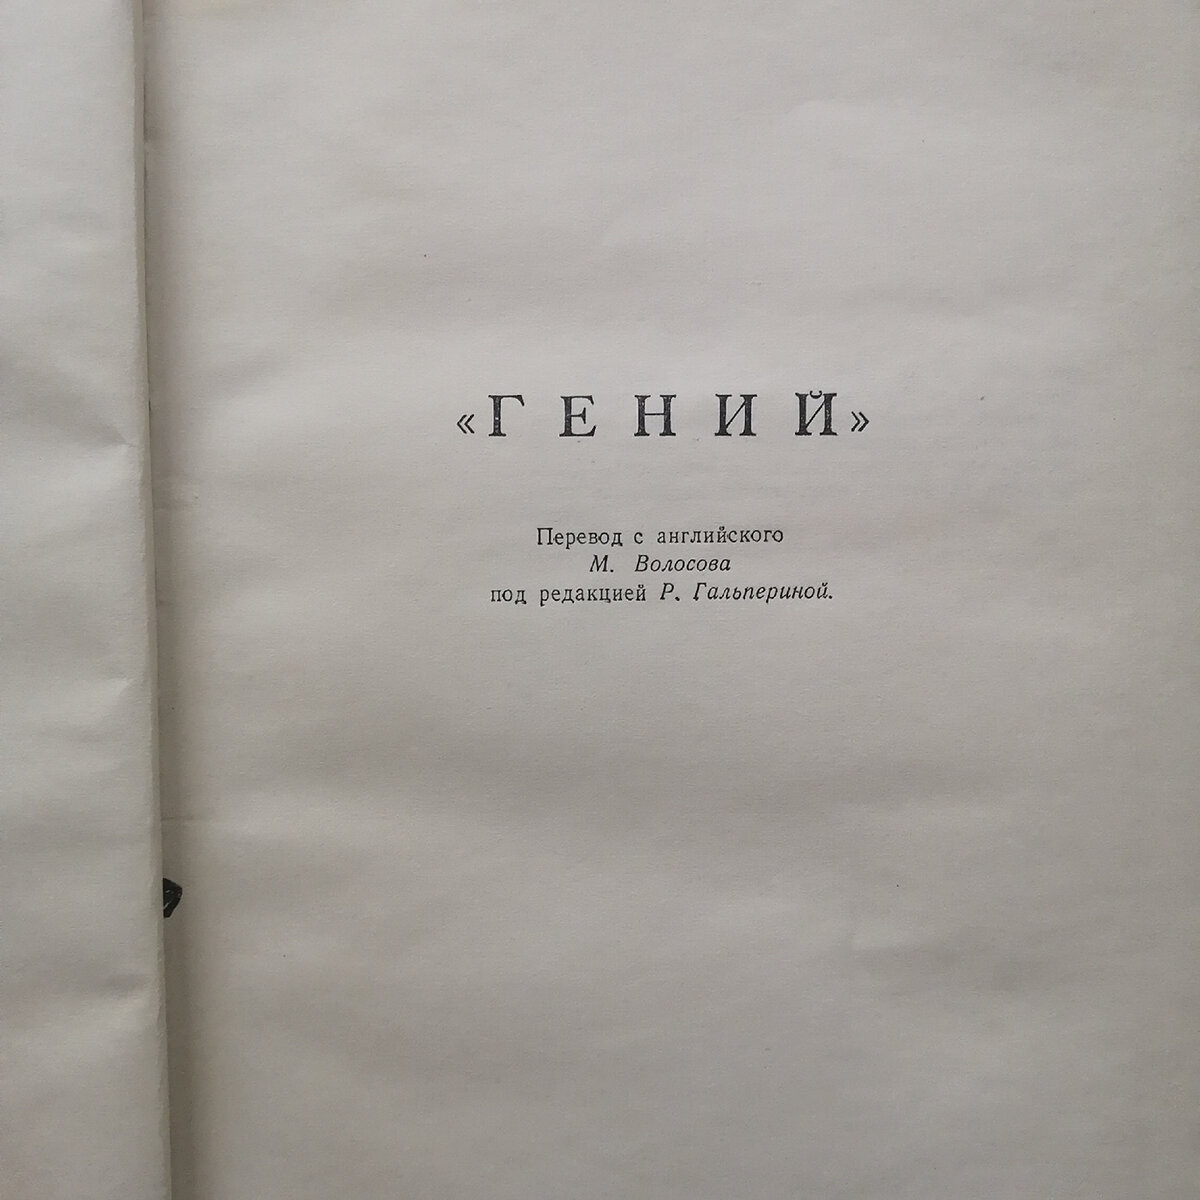 «ГЕНИЙ»
Перевод с английского
М. Волосова
под редакцией Р. Гальпериной.